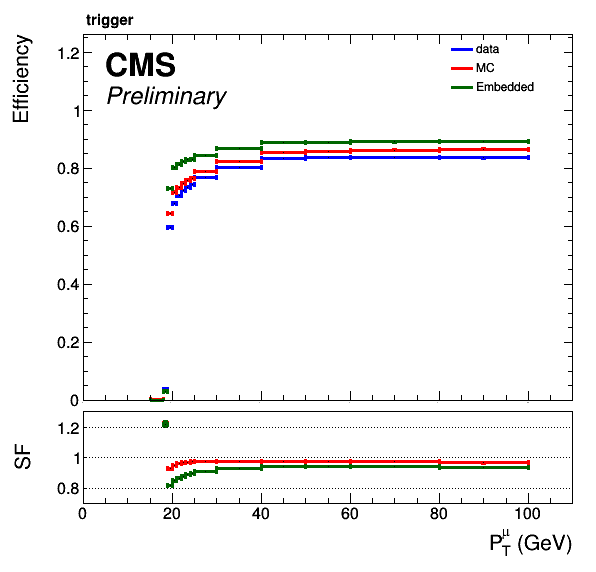 trigger
CMS
Preliminary
data
MC
Embedded
Efficiency
1.2
1
0.8
0.6
0.4
0.2
0
SF
1.2
1
0.8
0 20 40 60 80 100
P_T^μ (GeV)